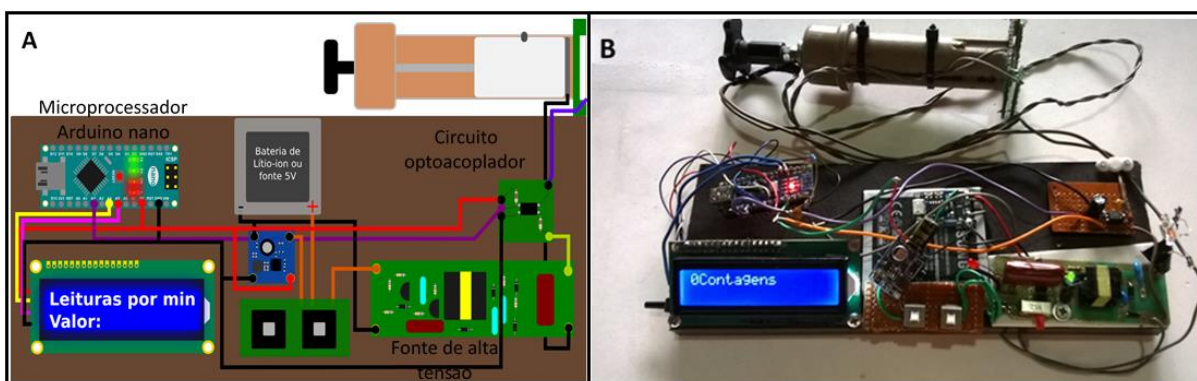 A
Microprocessador
Arduino nano
Bateria de
Lítio-ion ou
fonte 5V
Circuito
optoacoplador
Leituras por min
Valor:
Fonte de alta
tensão
B
0Contagens